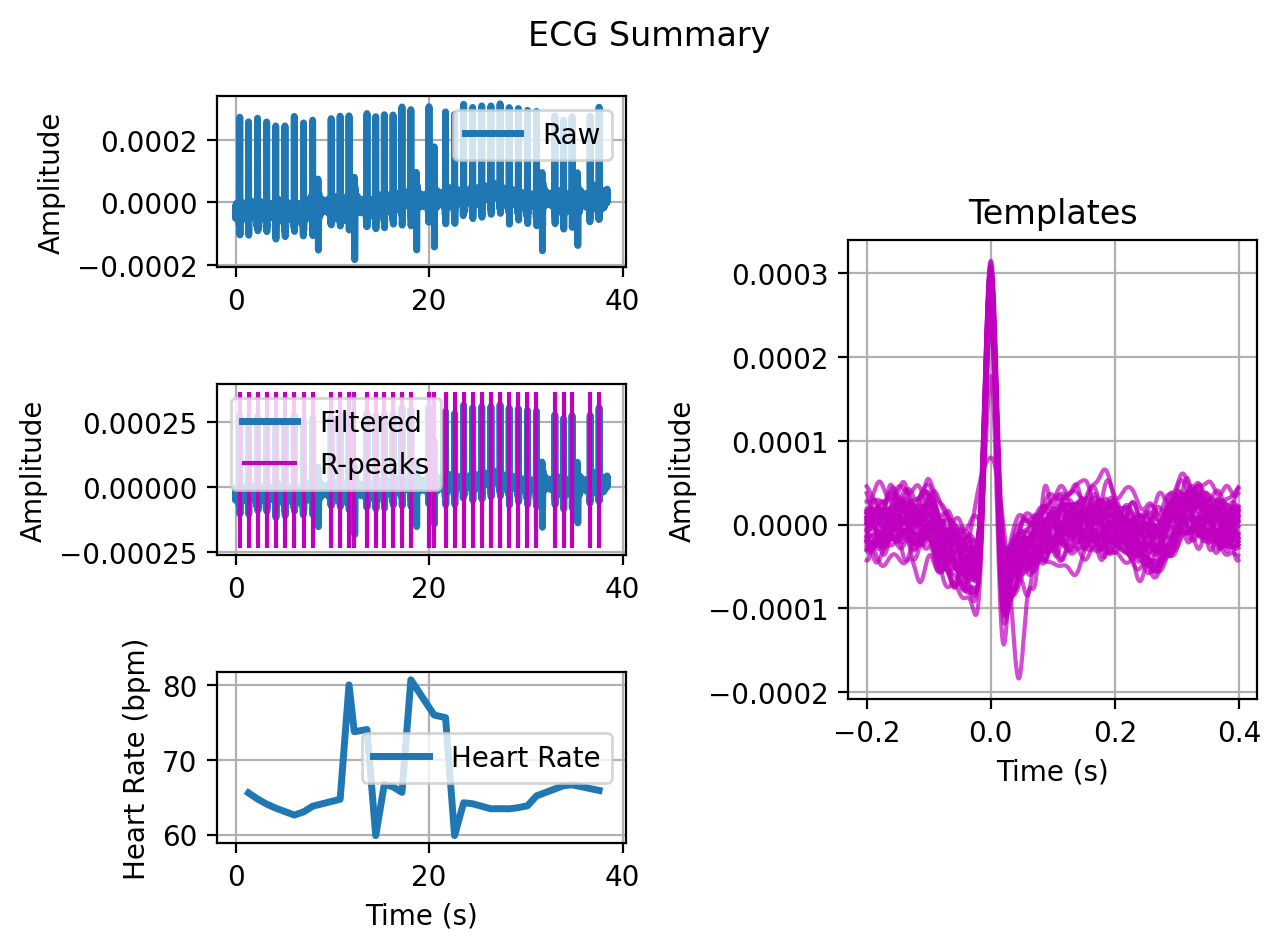 ECG Summary
Amplitude
0.0002
0.0000
−0.0002
Raw
0 20 40
Amplitude
0.00025
0.00000
−0.00025
Filtered
R-peaks
0 20 40
Heart Rate (bpm)
80
70
60
Heart Rate
0 20 40
Time (s)
Templates
Amplitude
0.0003
0.0002
0.0001
0.0000
−0.0001
−0.0002
−0.2 0.0 0.2 0.4
Time (s)